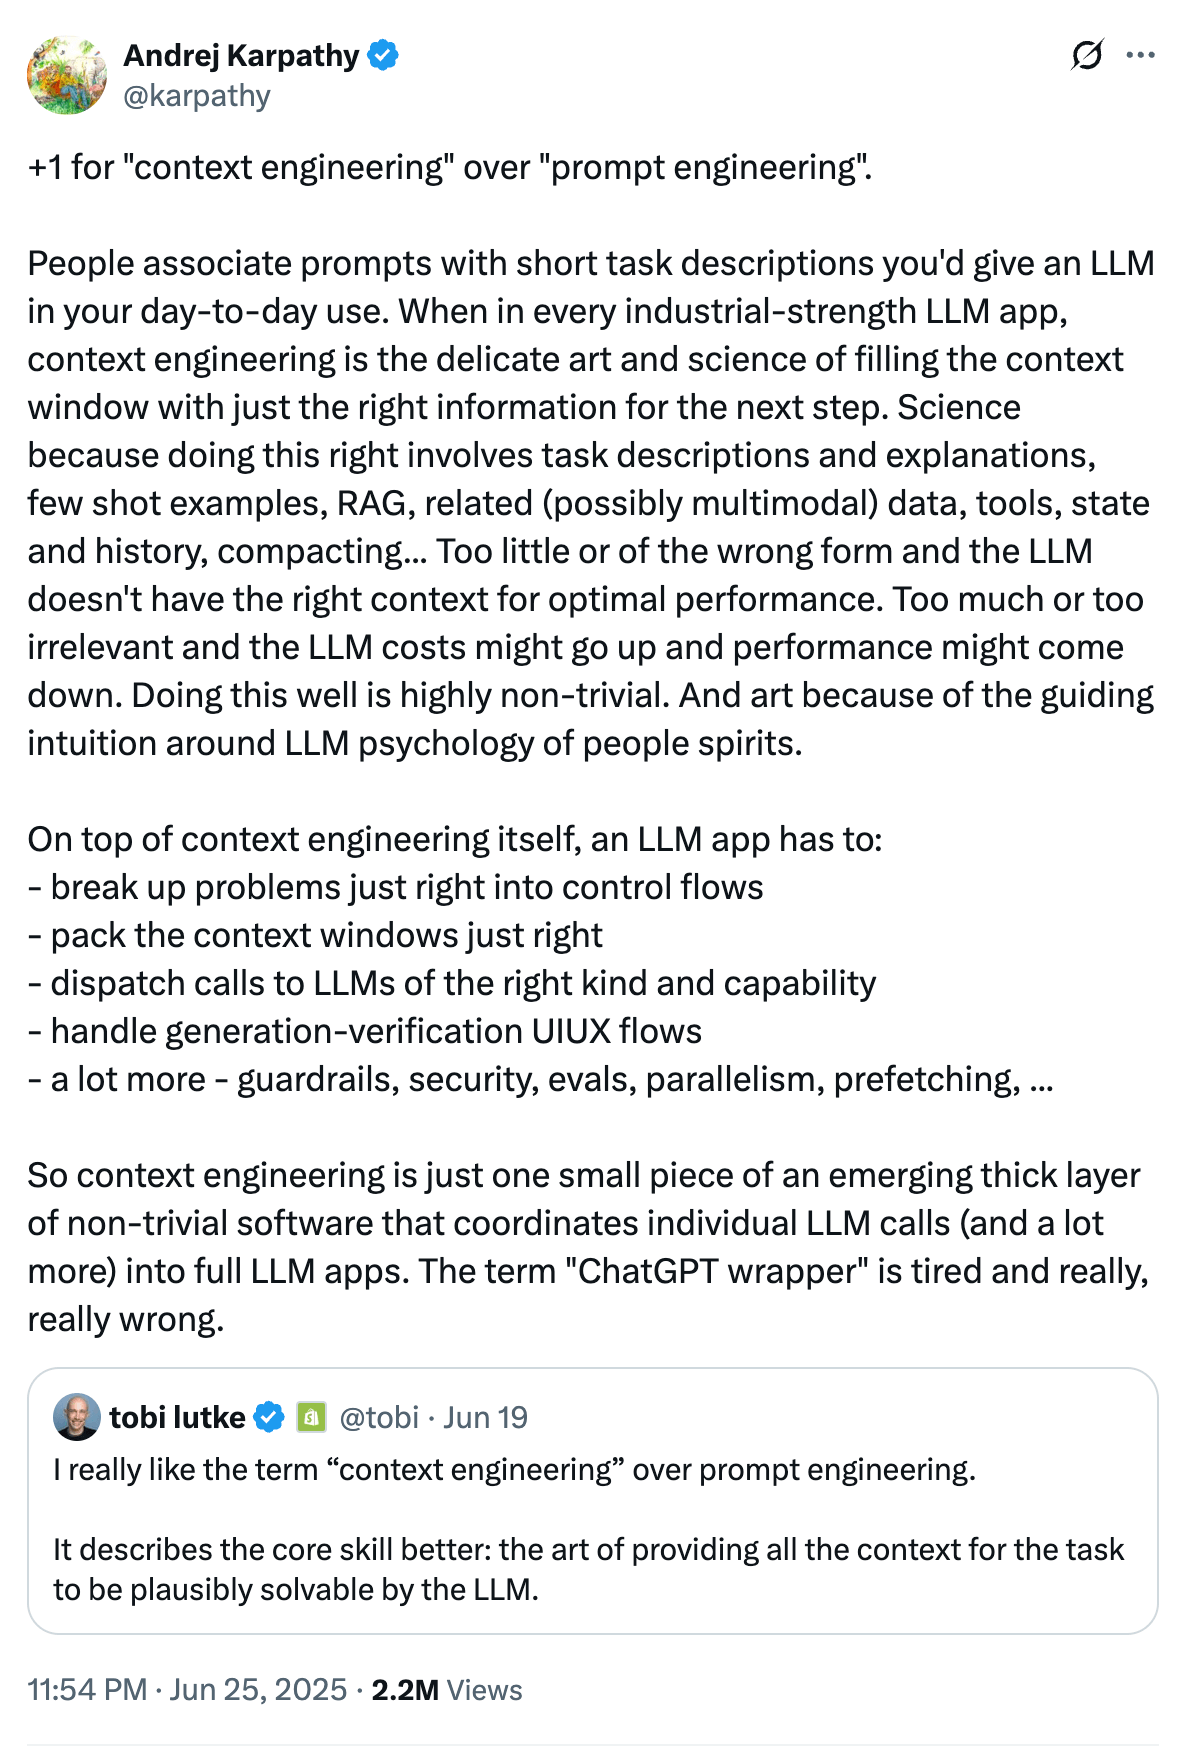 Andrej Karpathy
@karpathy
+1 for "context engineering" over "prompt engineering".
People associate prompts with short task descriptions you'd give an LLM
in your day-to-day use. When in every industrial-strength LLM app,
context engineering is the delicate art and science of filling the context
window with just the right information for the next step. Science
because doing this right involves task descriptions and explanations,
few shot examples, RAG, related (possibly multimodal) data, tools, state
and history, compacting... Too little or of the wrong form and the LLM
doesn't have the right context for optimal performance. Too much or too
irrelevant and the LLM costs might go up and performance might come
down. Doing this well is highly non-trivial. And art because of the guiding
intuition around LLM psychology of people spirits.
On top of context engineering itself, an LLM app has to:
- break up problems just right into control flows
- pack the context windows just right
- dispatch calls to LLMs of the right kind and capability
- handle generation-verification UIUX flows
- a lot more - guardrails, security, evals, parallelism, prefetching, ...
So context engineering is just one small piece of an emerging thick layer
of non-trivial software that coordinates individual LLM calls (and a lot
more) into full LLM apps. The term "ChatGPT wrapper" is tired and really,
really wrong.
tobi lutke @tobi · Jun 19
I really like the term “context engineering” over prompt engineering.
It describes the core skill better: the art of providing all the context for the task
to be plausibly solvable by the LLM.
11:54 PM · Jun 25, 2025 · 2.2M Views